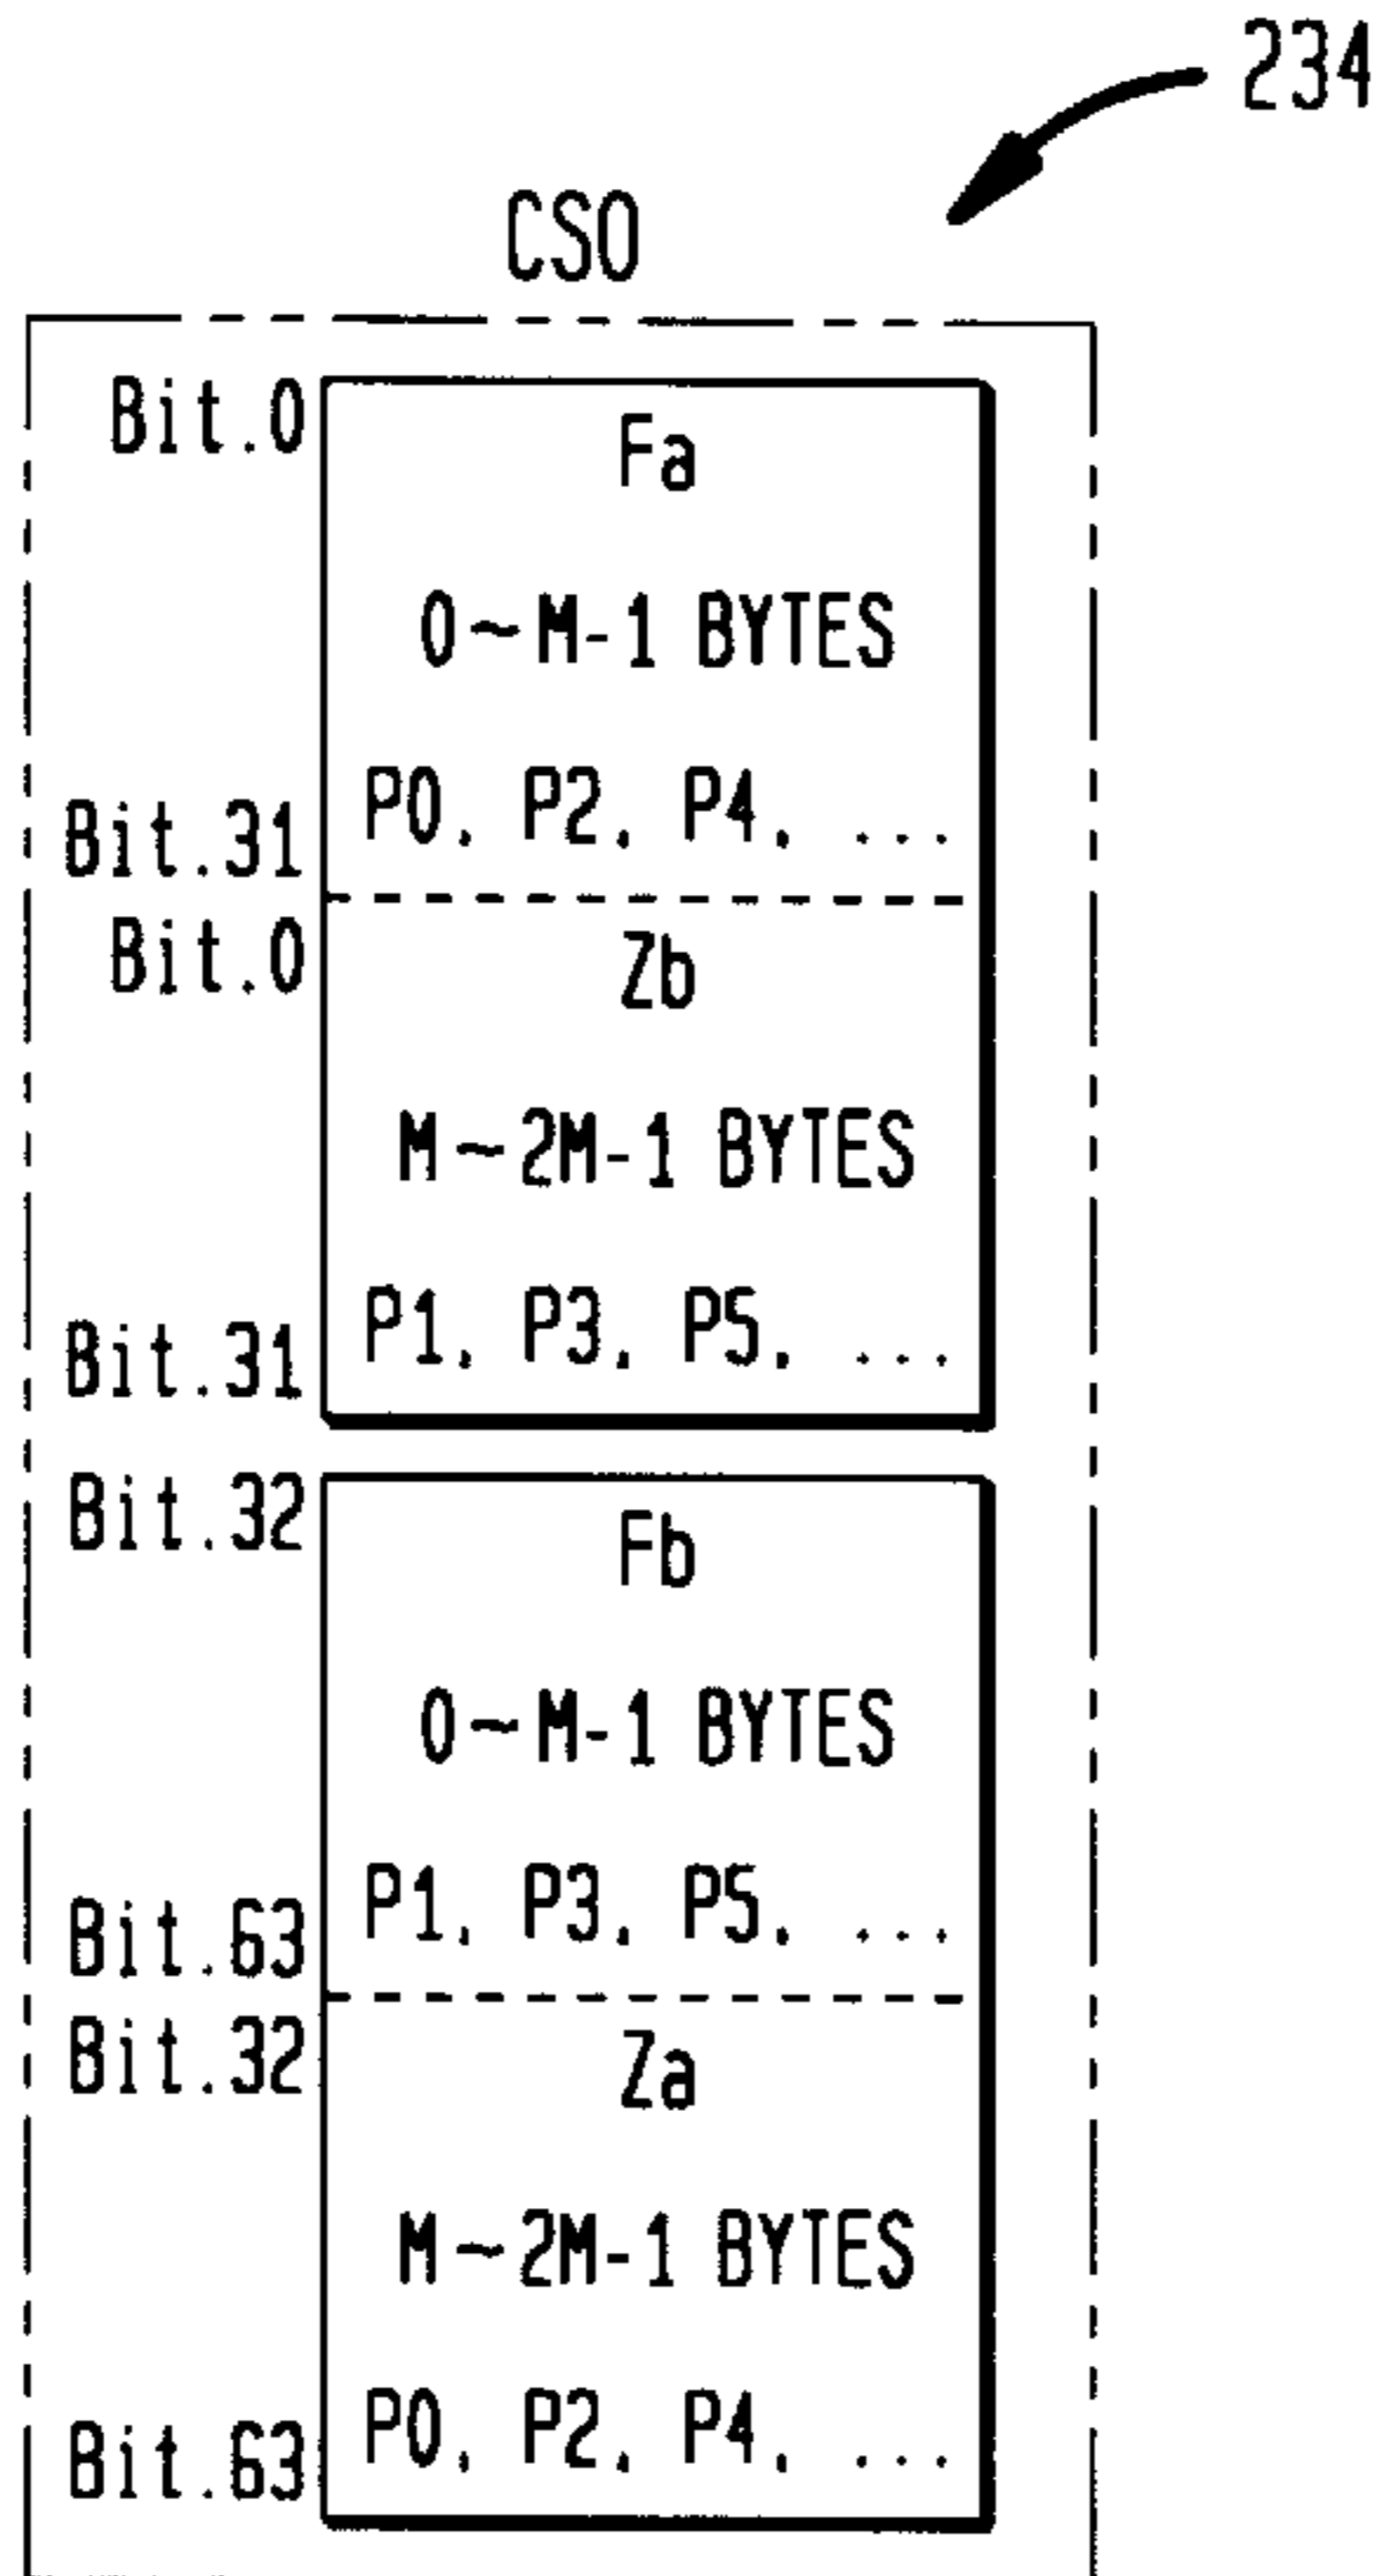 234
CS0
Bit.0
Fa
0~M-1 BYTES
P0, P2, P4, ...
Bit.31
Bit.0
Zb
M~2M-1 BYTES
P1, P3, P5, ...
Bit.31
Bit.32
Fb
0~M-1 BYTES
P1, P3, P5, ...
Bit.63
Bit.32
Za
M~2M-1 BYTES
P0, P2, P4, ...
Bit.63